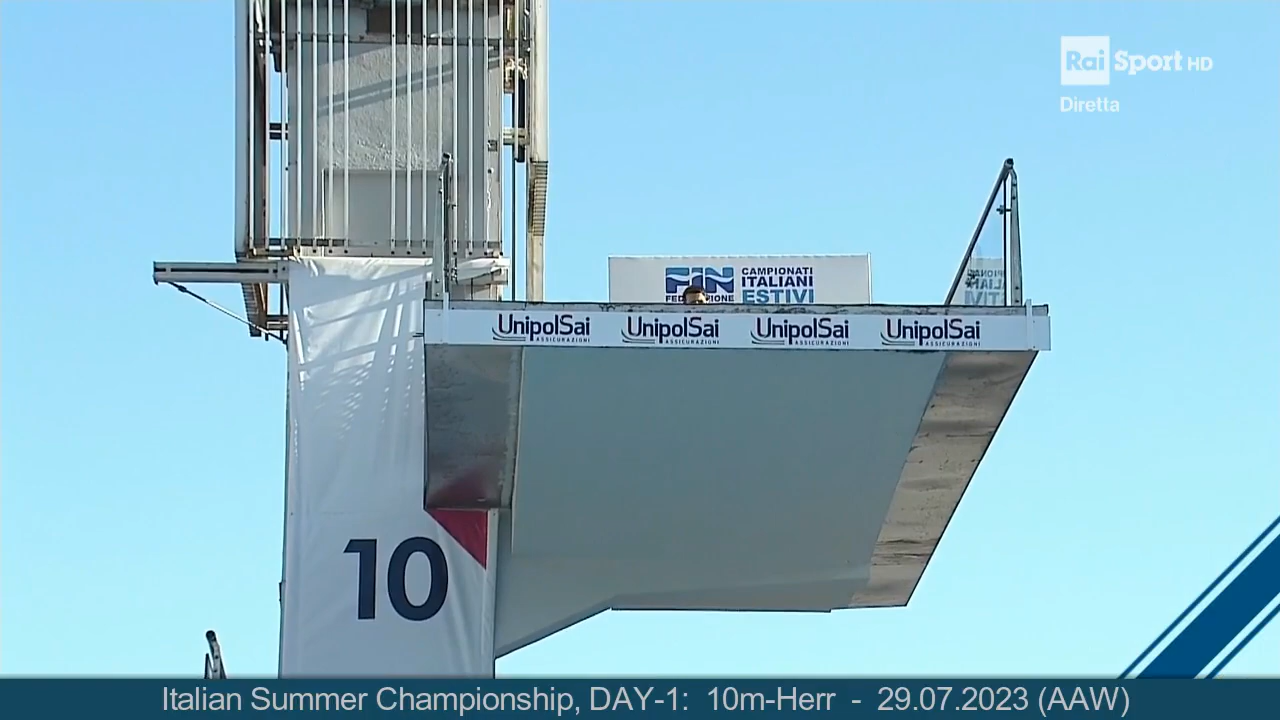 Rai Sport HD
Diretta
FIN
CAMPIONATI
ITALIANI
ESTIVI
UnipolSai UnipolSai UnipolSai UnipolSai
ASSICURAZIONI ASSICURAZIONI ASSICURAZIONI ASSICURAZIONI
10
Italian Summer Championship, DAY-1: 10m-Herr - 29.07.2023 (AAW)